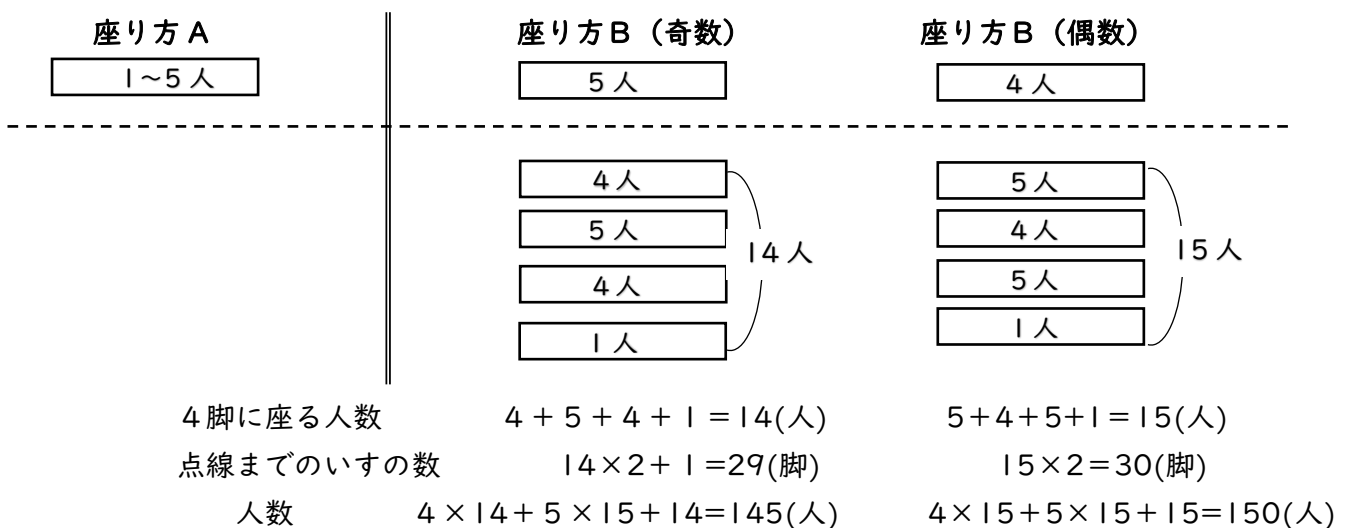 座り方A 座り方B（奇数） 座り方B（偶数）
1～5人 5人 4人
4人 5人
5人 4人
14人 15人
4人 5人
1人 1人
4脚に座る人数 4+5+4+1=14(人) 5+4+5+1=15(人)
点線までのいすの数 14×2+1=29(脚) 15×2=30(脚)
人数 4×14+5×15+14=145(人) 4×15+5×15+15=150(人)